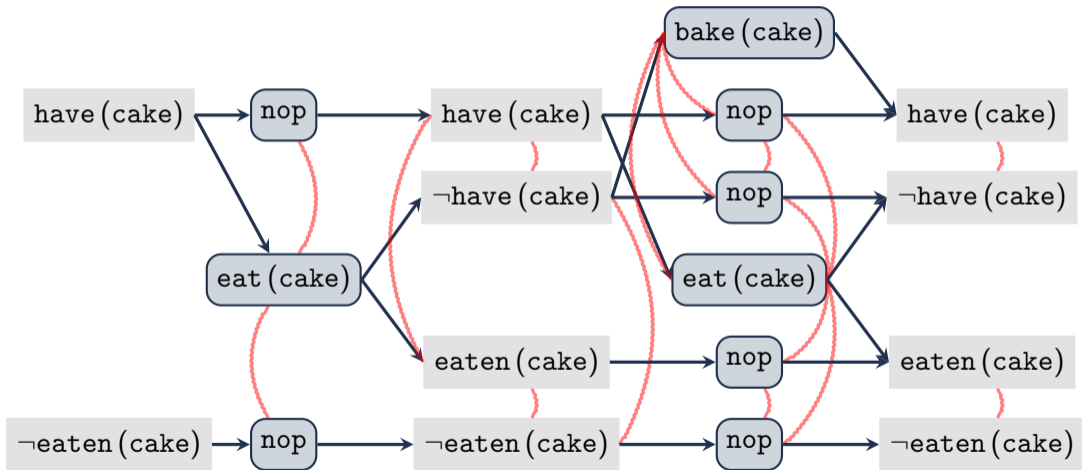 bake(cake)
have(cake) nop have(cake) nop have(cake)
¬have(cake) nop ¬have(cake)
eat(cake) eat(cake)
eaten(cake) nop eaten(cake)
¬eaten(cake) nop ¬eaten(cake) nop ¬eaten(cake)